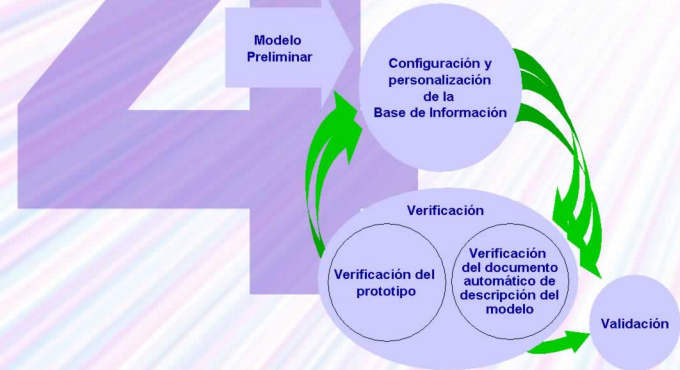 4
Modelo
Preliminar
Configuración y
personalización
de la
Base de Información
Verificación
Verificación del
prototipo
Verificación
del documento
automático de
descripción del
modelo
Validación